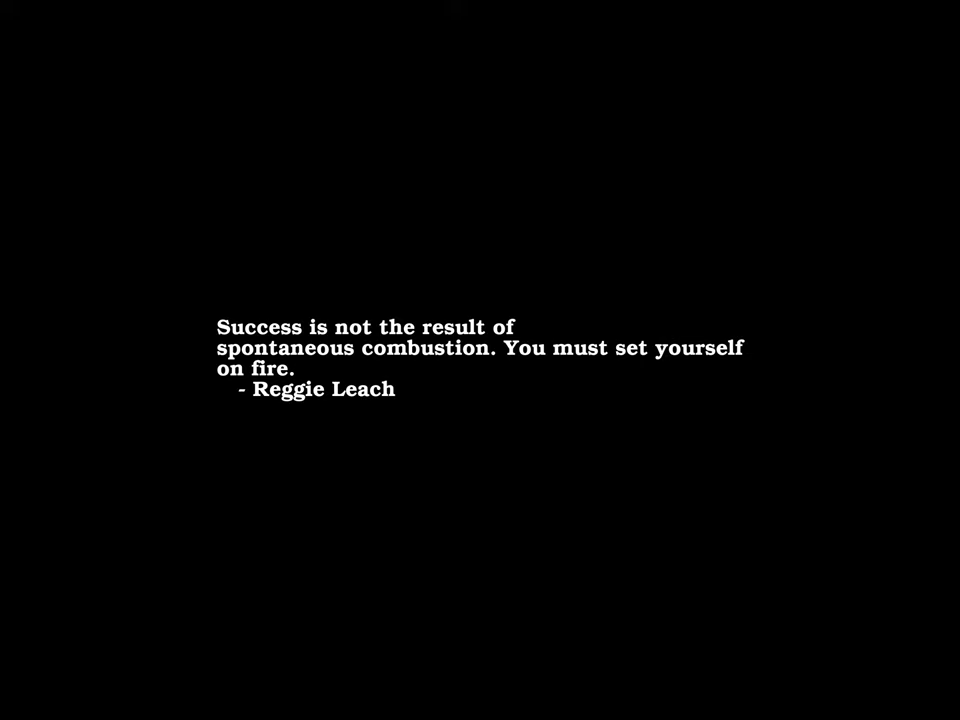 Success is not the result of
spontaneous combustion. You must set yourself
on fire.
- Reggie Leach